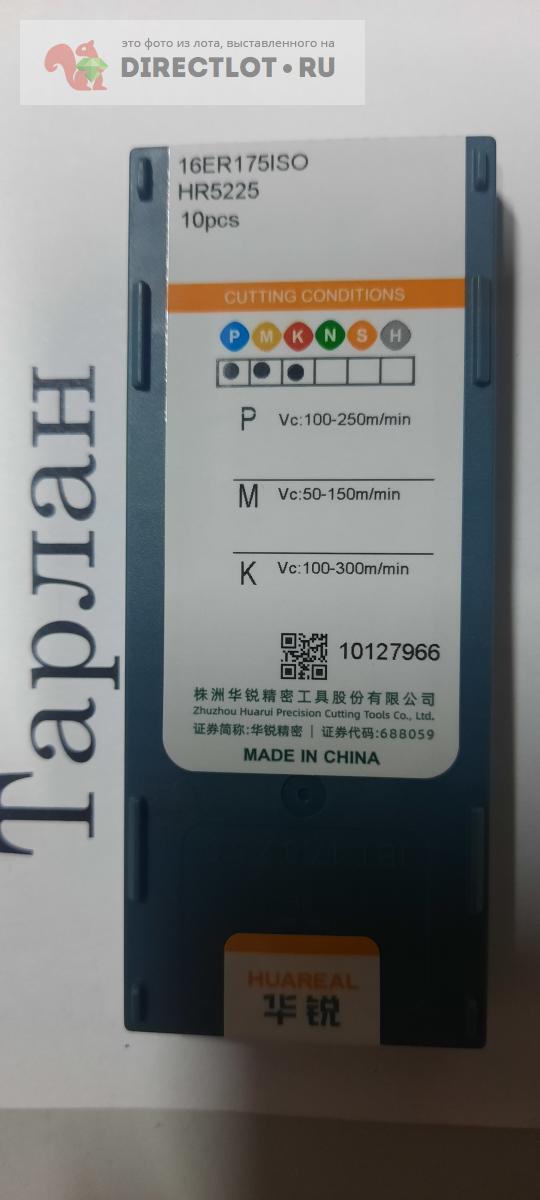 это фото из лота, выставленного на
DIRECTLOT.RU
16ER175ISO
HR5225
10pcs
CUTTING CONDITIONS
P M K N S H
P Vc:100-250m/min
M Vc:50-150m/min
K Vc:100-300m/min
10127966
株洲华锐精密工具股份有限公司
Zhuzhou Huarui Precision Cutting Tools Co., Ltd.
证券简称:华锐精密 | 证券代码:688059
MADE IN CHINA
HUAREAL
华锐
Тарлан